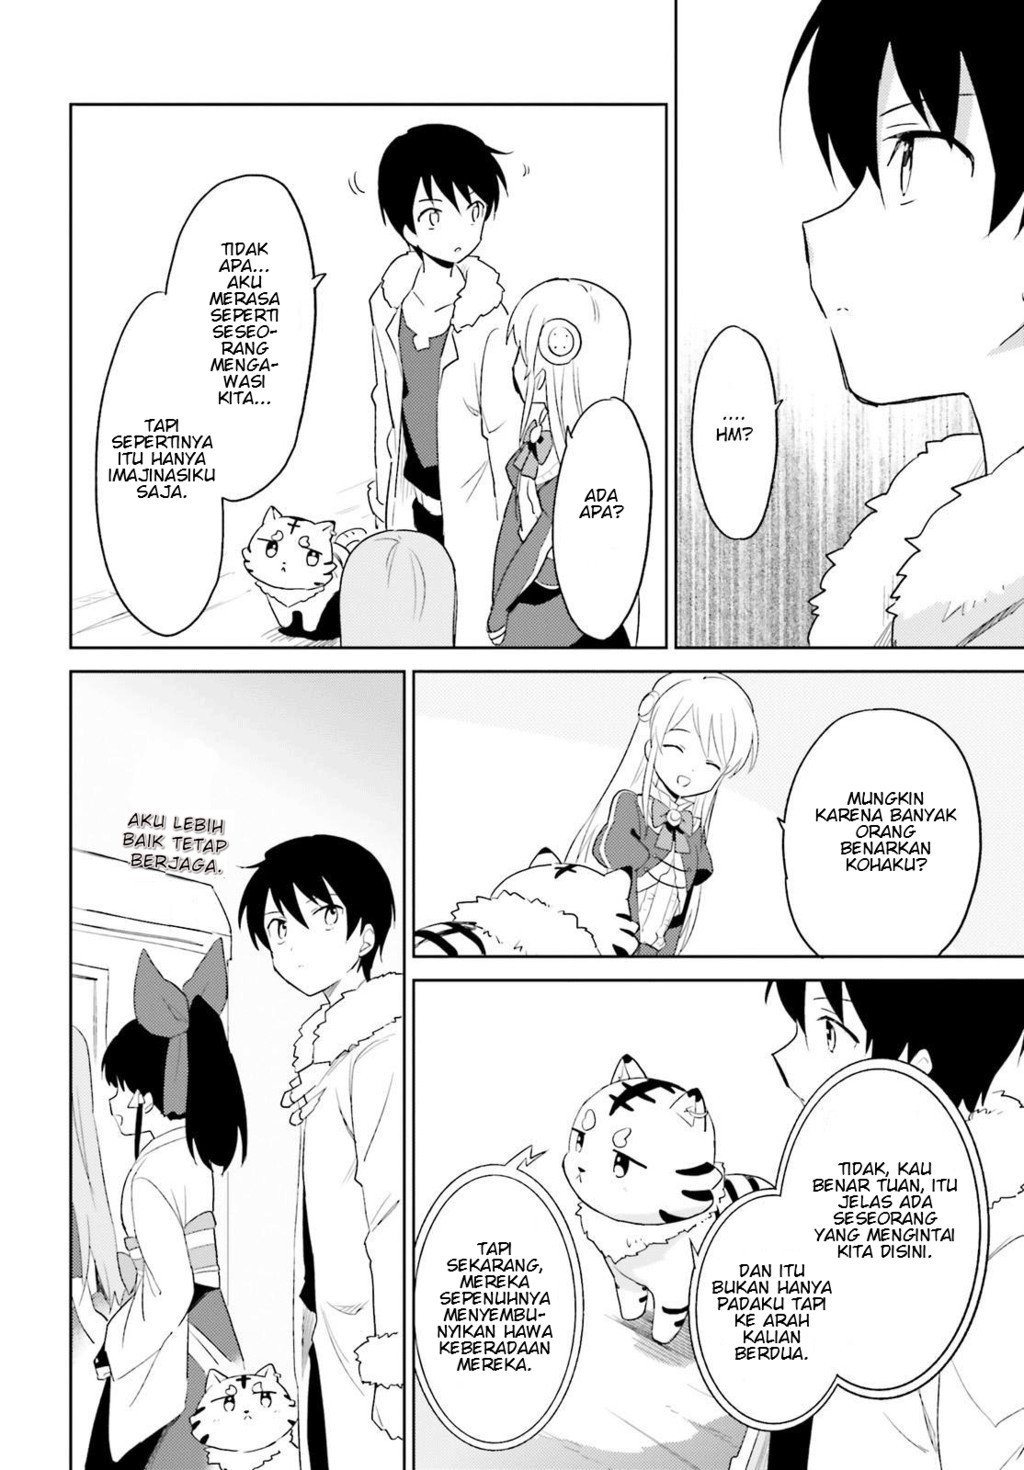 ....
HM?
ADA
APA?
TIDAK
APA...
AKU
MERASA
SEPERTI
SESEO-
RANG
MENGA-
WASI
KITA...
TAPI
SEPERTINYA
ITU HANYA
IMAJINASIKU
SAJA.
MUNGKIN
KARENA BANYAK
ORANG
BENARKAN
KOHAKU?
TIDAK, KAU
BENAR TUAN, ITU
JELAS ADA
SESEORANG
YANG MENGINTAI
KITA DISINI.
DAN ITU
BUKAN HANYA
PADAKU TAPI
KE ARAH
KALIAN
BERDUA.
TAPI
SEKARANG,
MEREKA
SEPENUHNYA
MENYEMBU-
NYIKAN HAWA
KEBERADAAN
MEREKA.
AKU LEBIH
BAIK TETAP
BERJAGA.